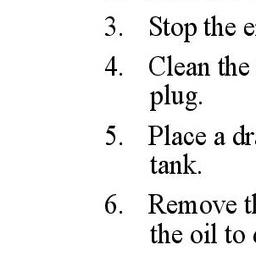 3. Stop the
4. Clean the
plug.
5. Place a
tank.
6. Remove
the oil to